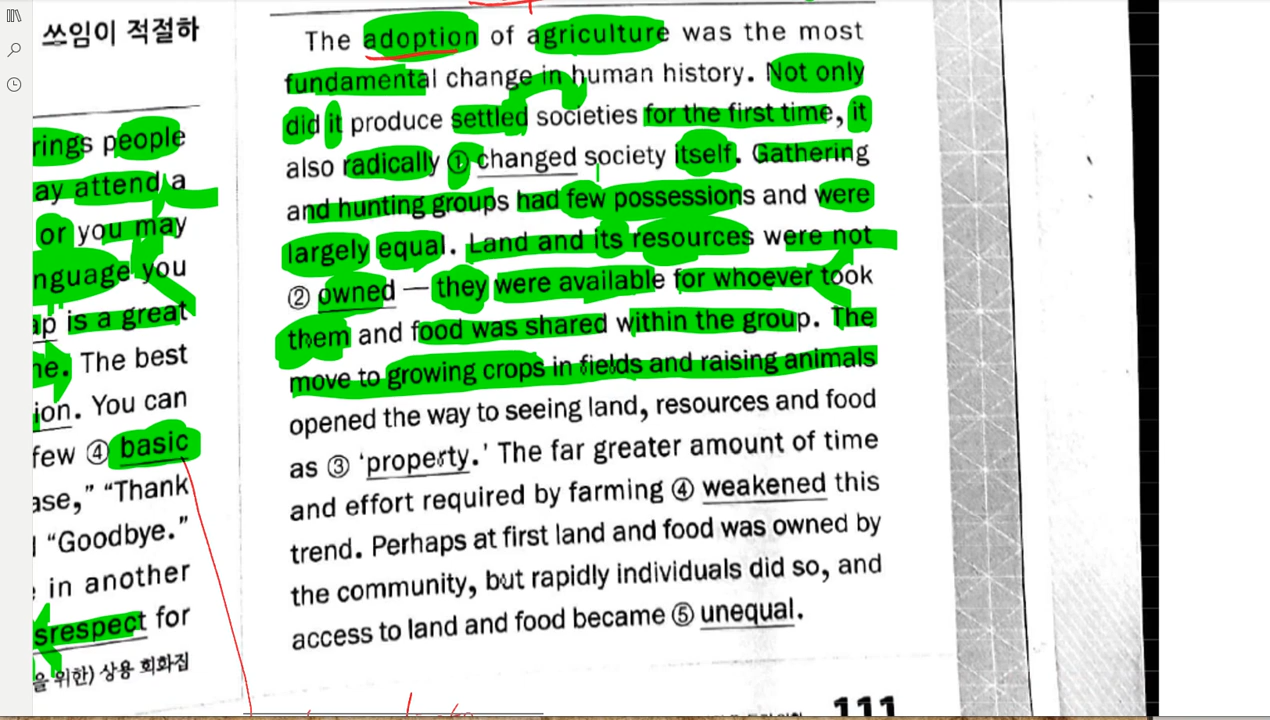 쓰임이 적절하
rings people
ay attend a
or you may
nguage you
ap is a great
ne. The best
ion. You can
few ④ basic
ase,” “Thank
“Goodbye.”
in another
srespect for
을 위한) 상용 회화집
The adoption of agriculture was the most
fundamental change in human history. Not only
did it produce settled societies for the first time, it
also radically ① changed society itself. Gathering
and hunting groups had few possessions and were
largely equal. Land and its resources were not
② owned — they were available for whoever took
them and food was shared within the group. The
move to growing crops in fields and raising animals
opened the way to seeing land, resources and food
as ③ ‘property.’ The far greater amount of time
and effort required by farming ④ weakened this
trend. Perhaps at first land and food was owned by
the community, but rapidly individuals did so, and
access to land and food became ⑤ unequal.
111